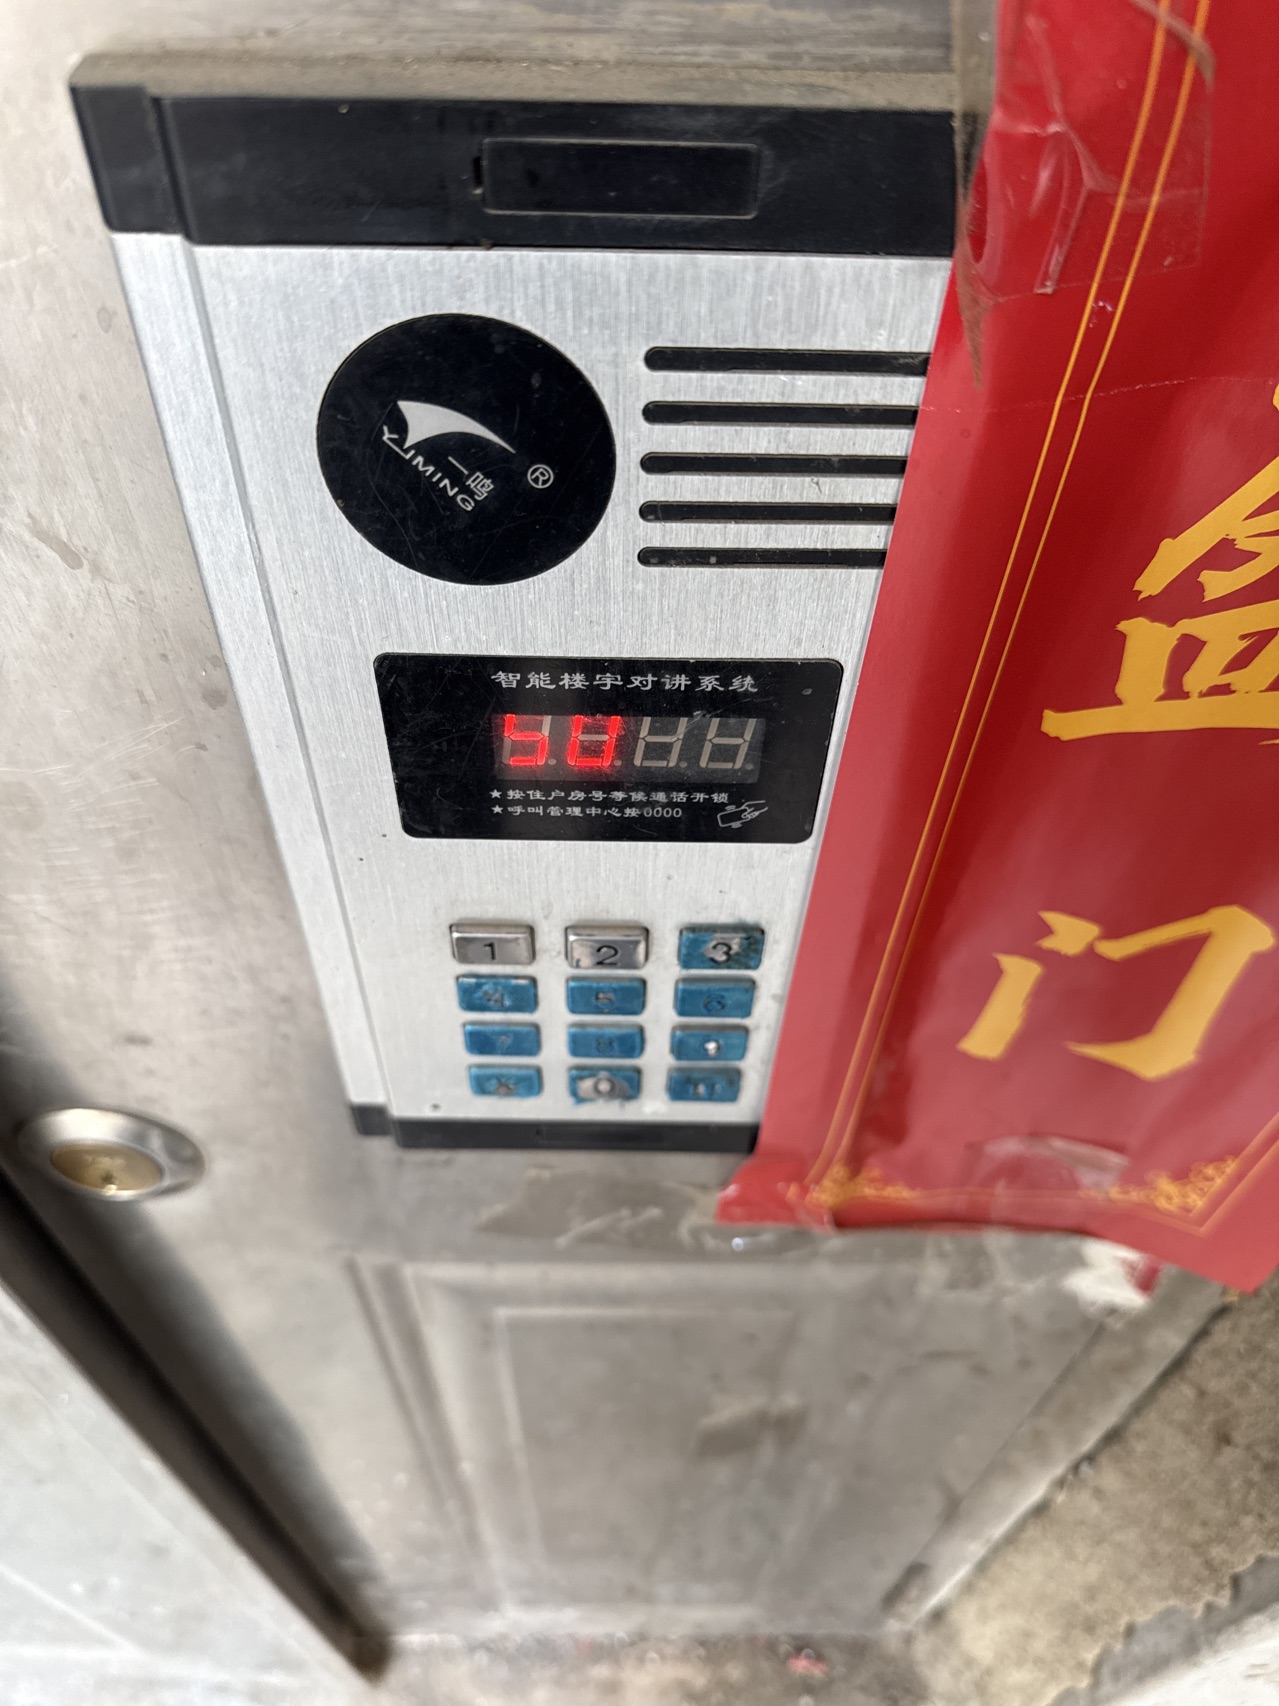 YIMING
一鸣
®
智能楼宇对讲系统
★按住户房号等候通话开锁
★呼叫管理中心按0000
1 2 3
4 5 6
7 8 9
* 0 #
盈
门